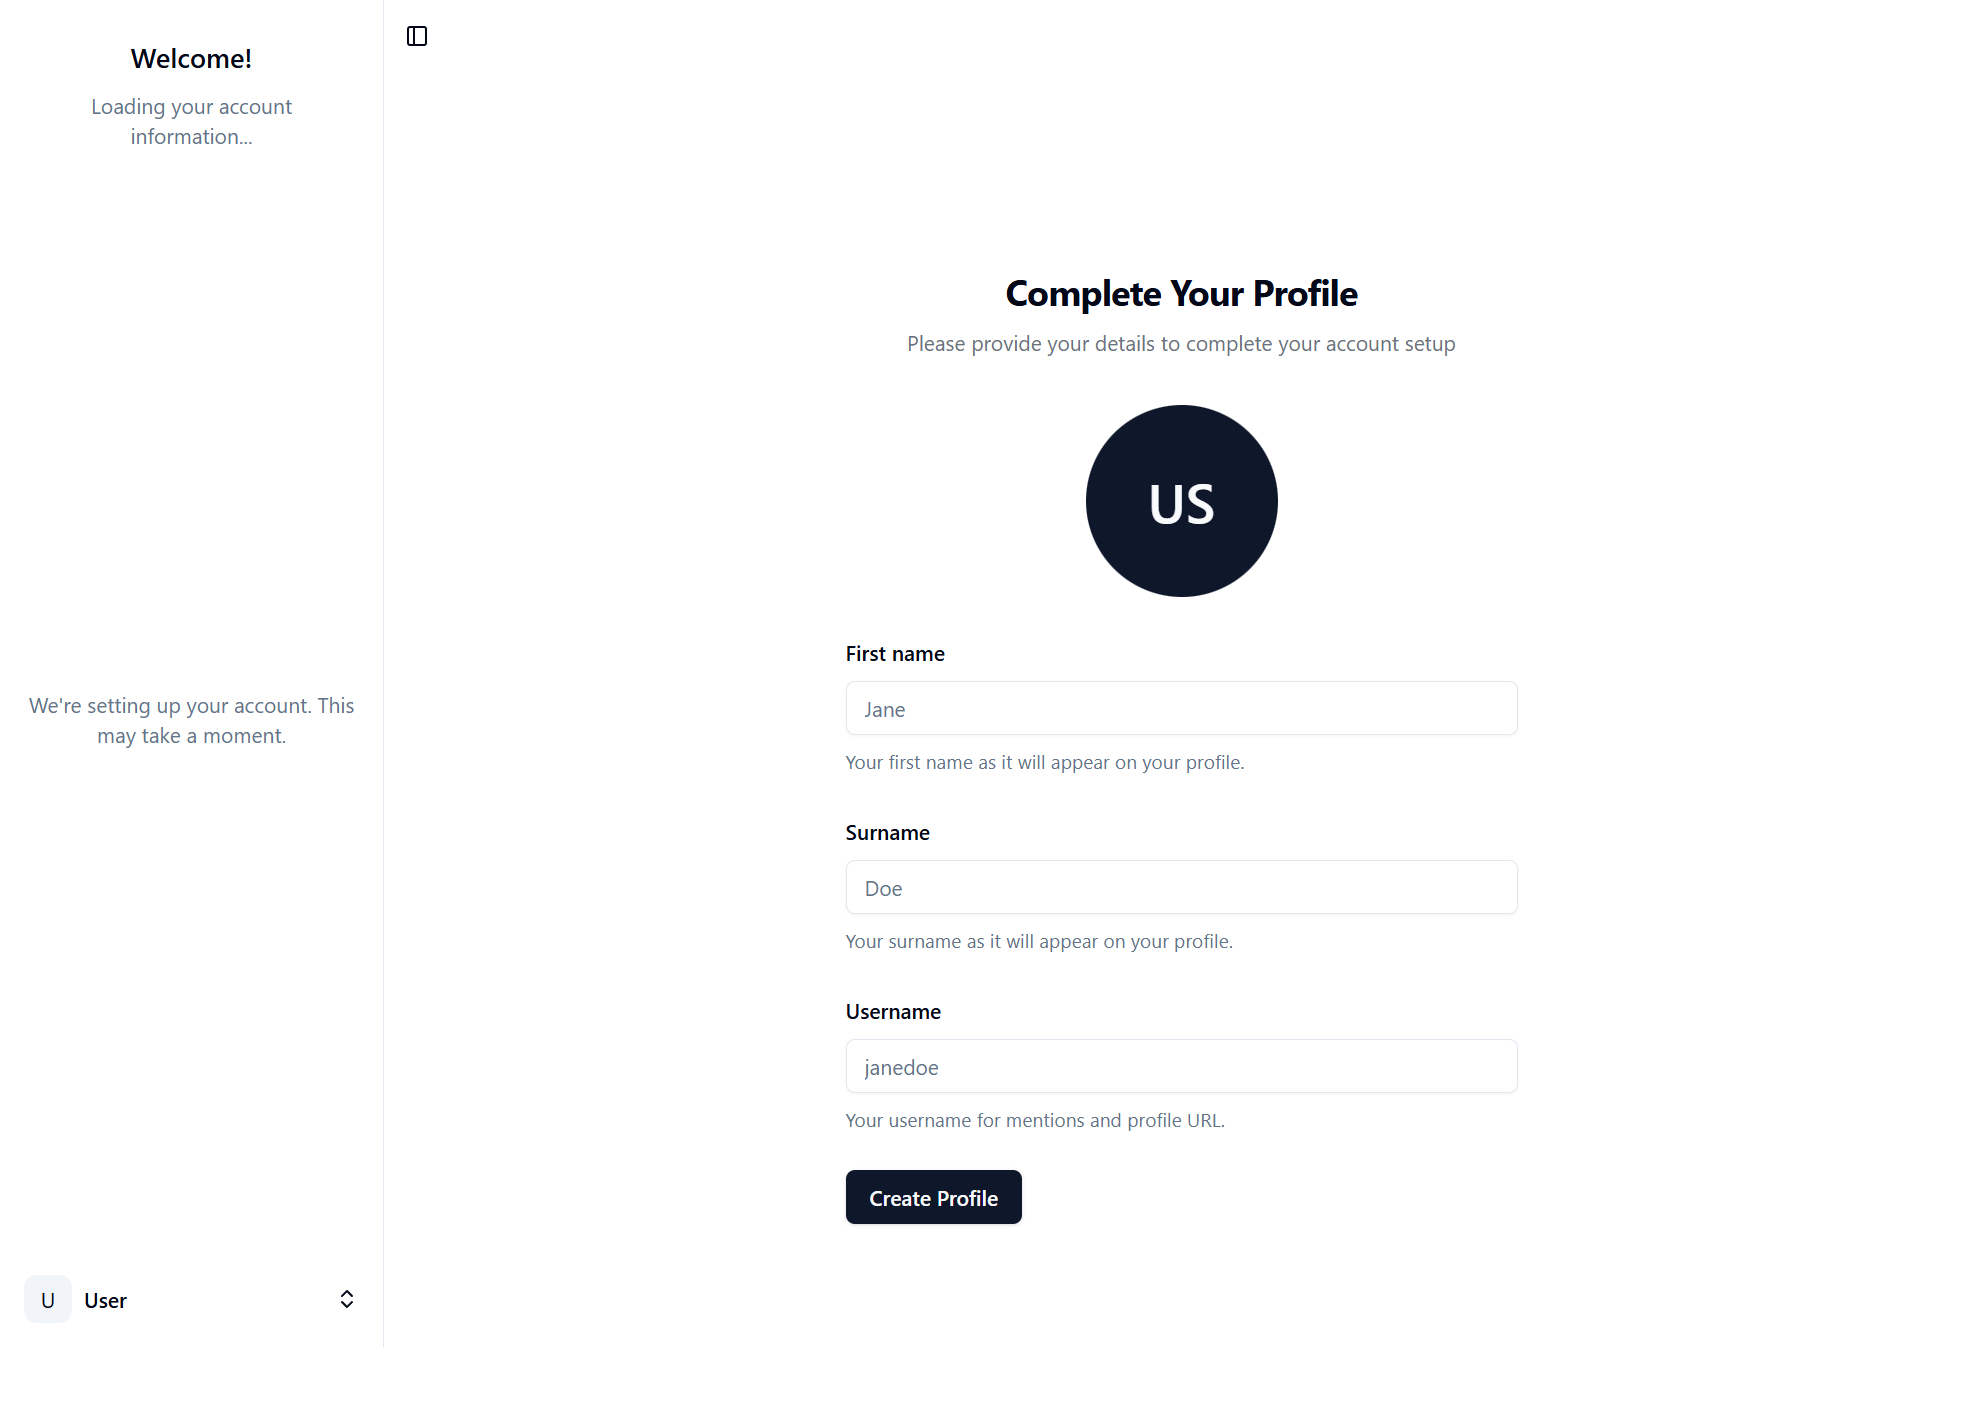 Welcome!
Loading your account
information...
We're setting up your account. This
may take a moment.
U User
Complete Your Profile
Please provide your details to complete your account setup
US
First name
Jane
Your first name as it will appear on your profile.
Surname
Doe
Your surname as it will appear on your profile.
Username
janedoe
Your username for mentions and profile URL.
Create Profile